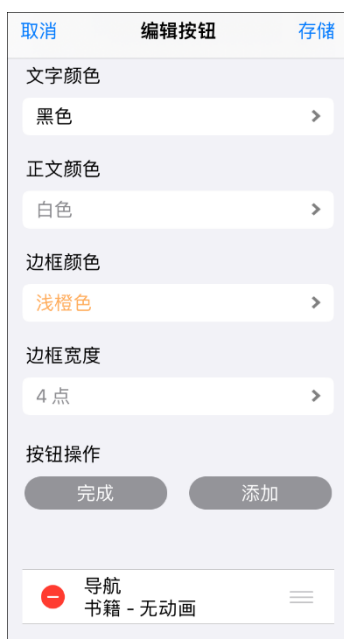 取消 编辑按钮 存储
文字颜色
黑色
正文颜色
白色
边框颜色
浅橙色
边框宽度
4 点
按钮操作
完成 添加
导航
书籍 - 无动画